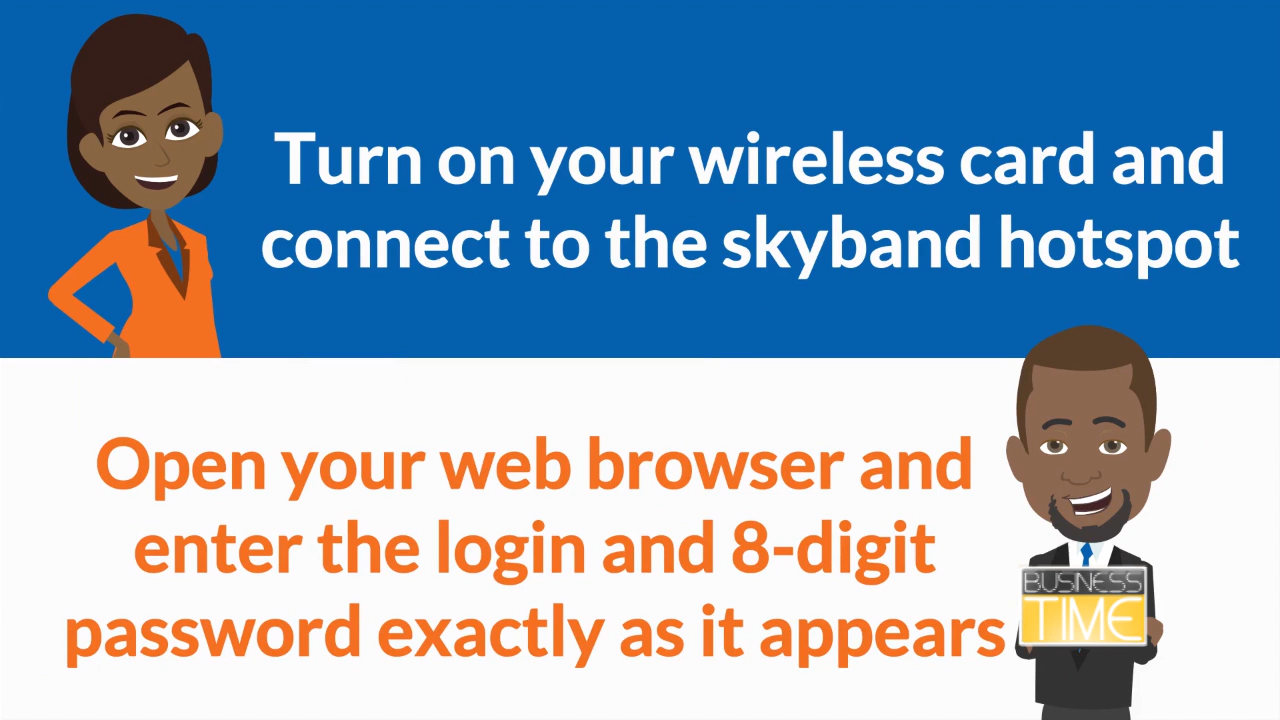 Turn on your wireless card and
connect to the skyband hotspot
Open your web browser and
enter the login and 8-digit
password exactly as it appears
BUSINESS
TIME